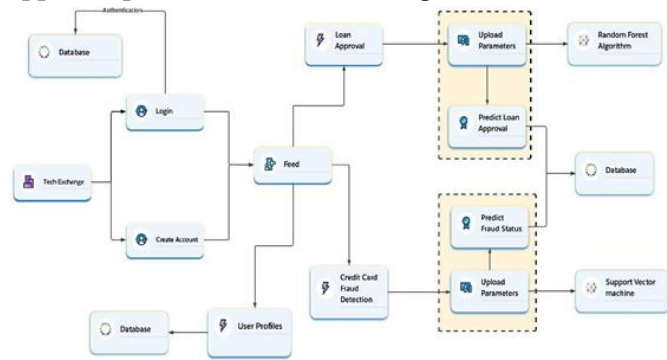 Authentication
Database
Login
Tech Exchange
Create Account
Feed
Database
User Profiles
Loan
Approval
Upload
Parameters
Random Forest
Algorithm
Predict Loan
Approval
Database
Predict
Fraud Status
Credit Card
Fraud
Detection
Upload
Parameters
Support Vector
machine